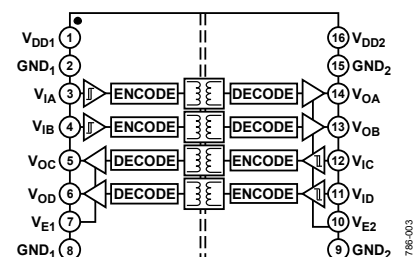 V_DD1 1 16 V_DD2
GND_1 2 15 GND_2
V_IA 3 ENCODE DECODE 14 V_OA
V_IB 4 ENCODE DECODE 13 V_OB
V_OC 5 DECODE ENCODE 12 V_IC
V_OD 6 DECODE ENCODE 11 V_ID
V_E1 7 10 V_E2
GND_1 8 9 GND_2
786-003